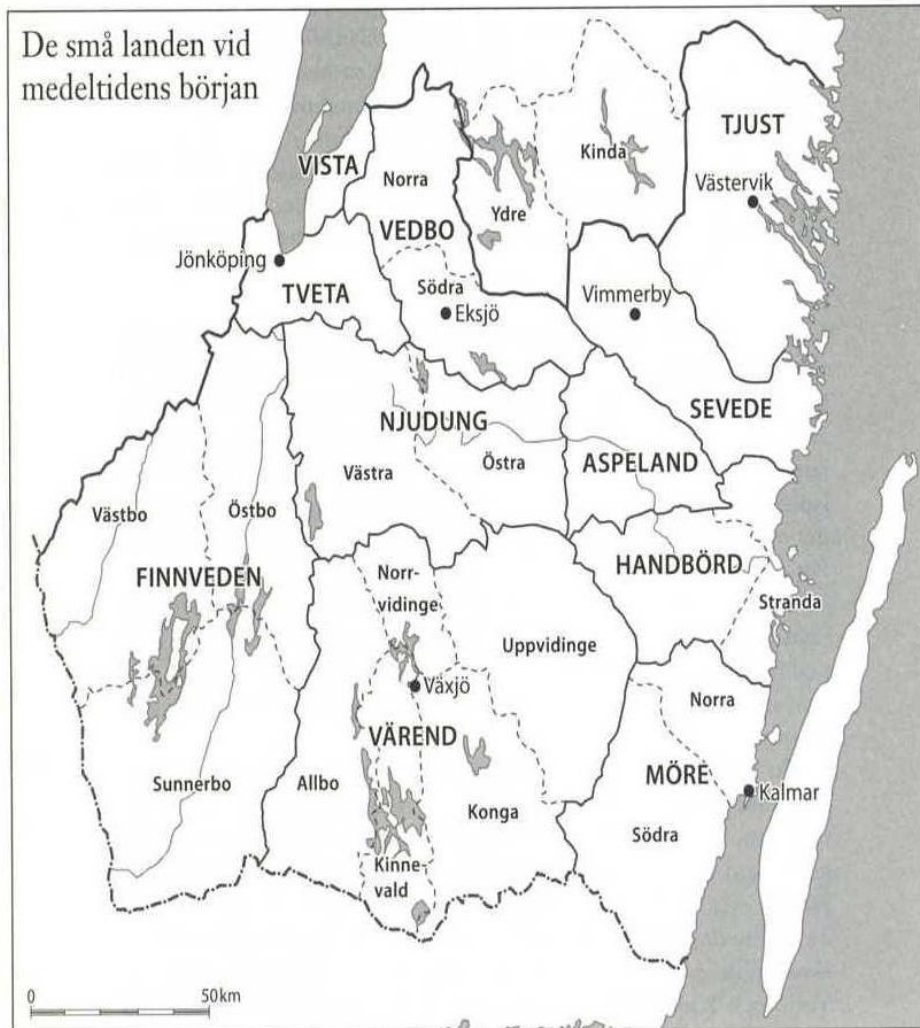 De små landen vid
medeltidens början
TJUST
VISTA
Kinda
Norra
Västervik
Ydre
VEDBO
Jönköping
TVETA
Södra
Vimmerby
Eksjö
SEVEDE
NJUDUNG
ASPELAND
Västra
Östra
Västbo
Östbo
FINNVEDEN
Norr-
vidinge
HANDBÖRD
Stranda
Uppvidinge
Växjö
Norra
VÄREND
MÖRE
Sunnerbo
Allbo
Kalmar
Konga
Södra
Kinne-
vald
0 50 km